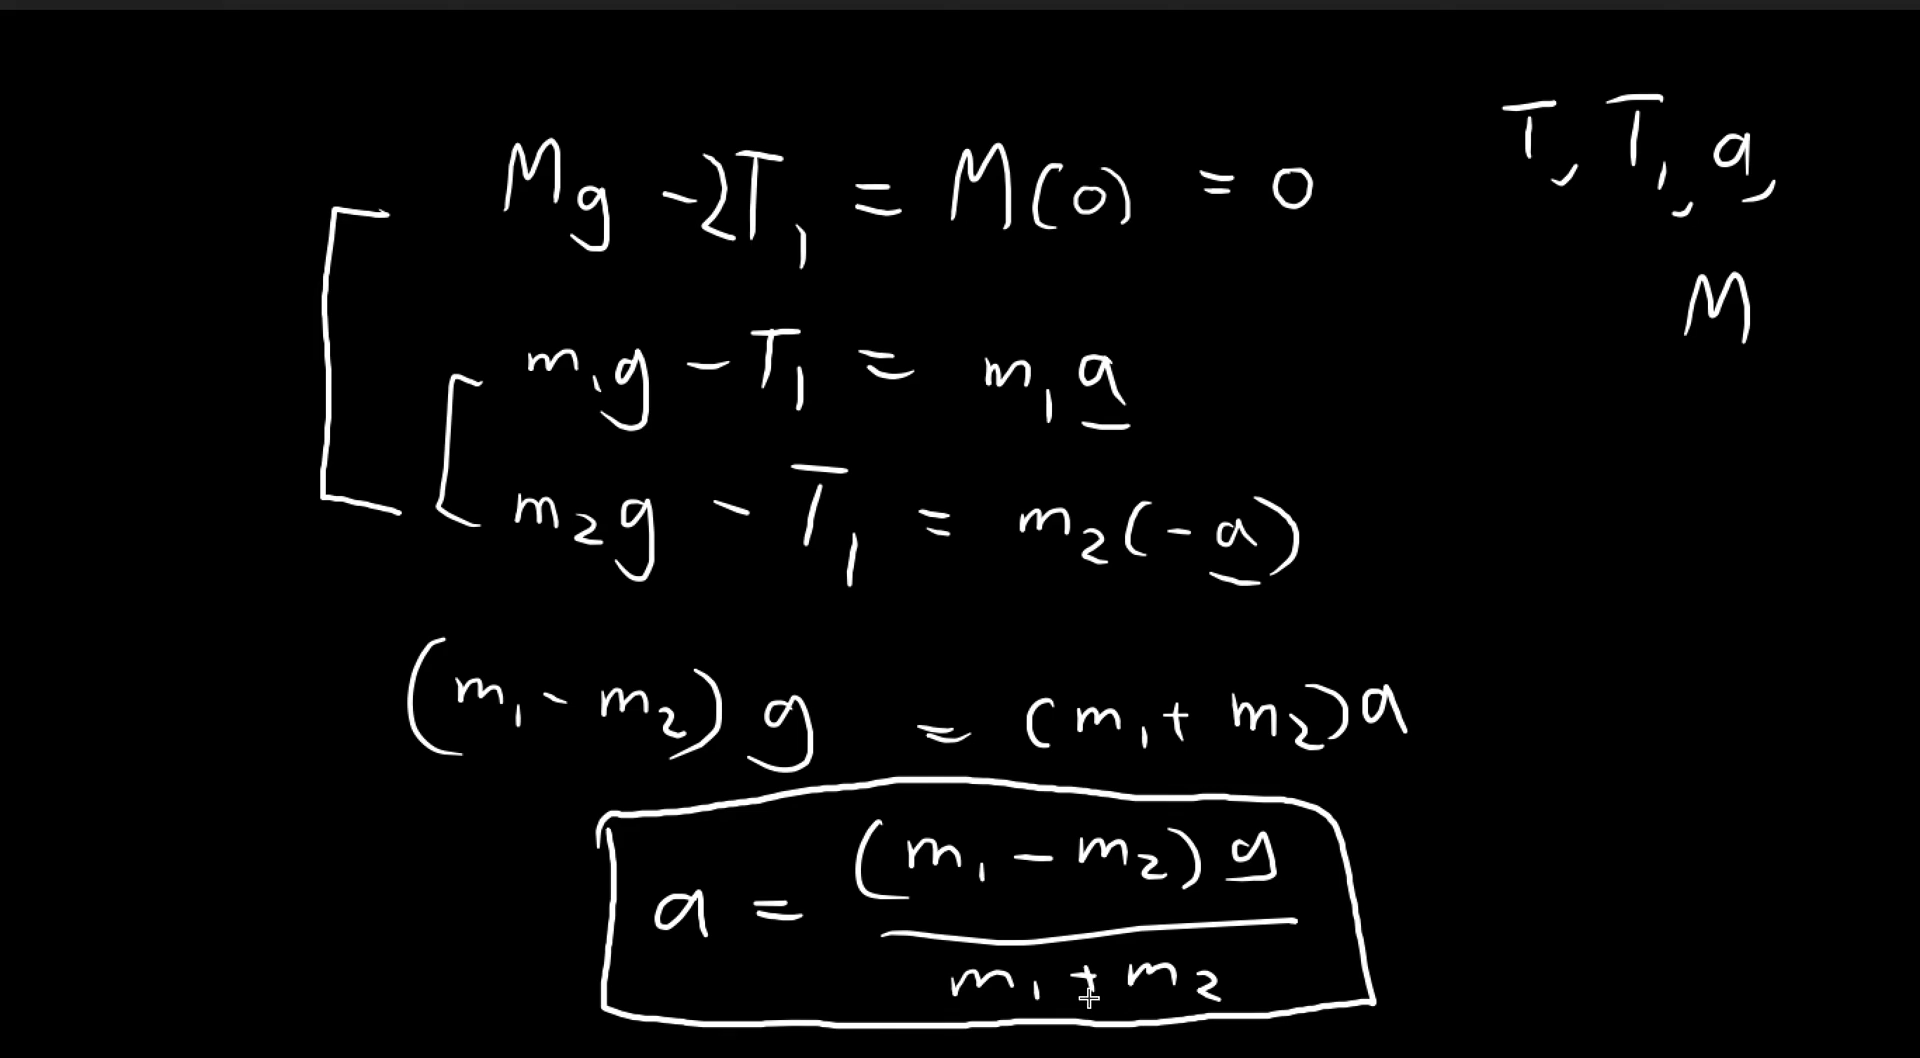 Mg - 2T₁ = M(0) = 0
T, T₁, a,
M
m₁g - T₁ = m₁a
m₂g - T₁ = m₂(-a)
(m₁ - m₂) g = (m₁ + m₂)a
a = (m₁ - m₂) g / m₁ + m₂